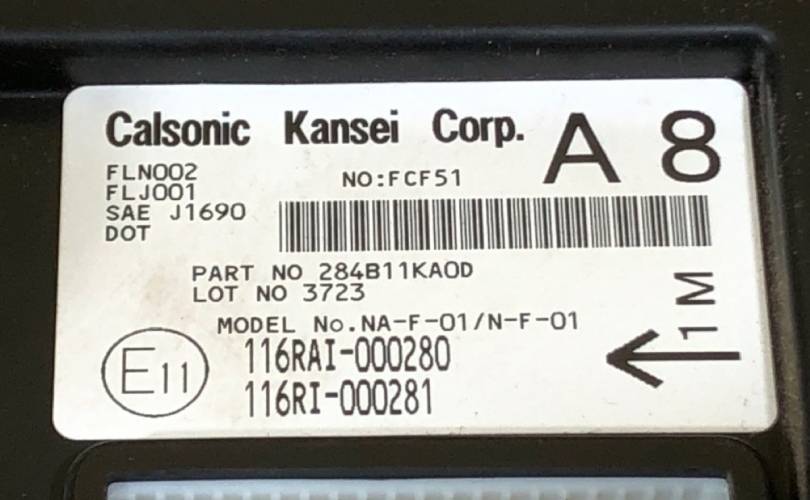 Calsonic Kansei Corp. A 8
FLN002
FLJ001
NO:FCF51
SAE J1690
DOT
PART NO 284B11KA0D
LOT NO 3723
MODEL No.NA-F-01/N-F-01
1 M
E11
116RAI-000280
116RI-000281